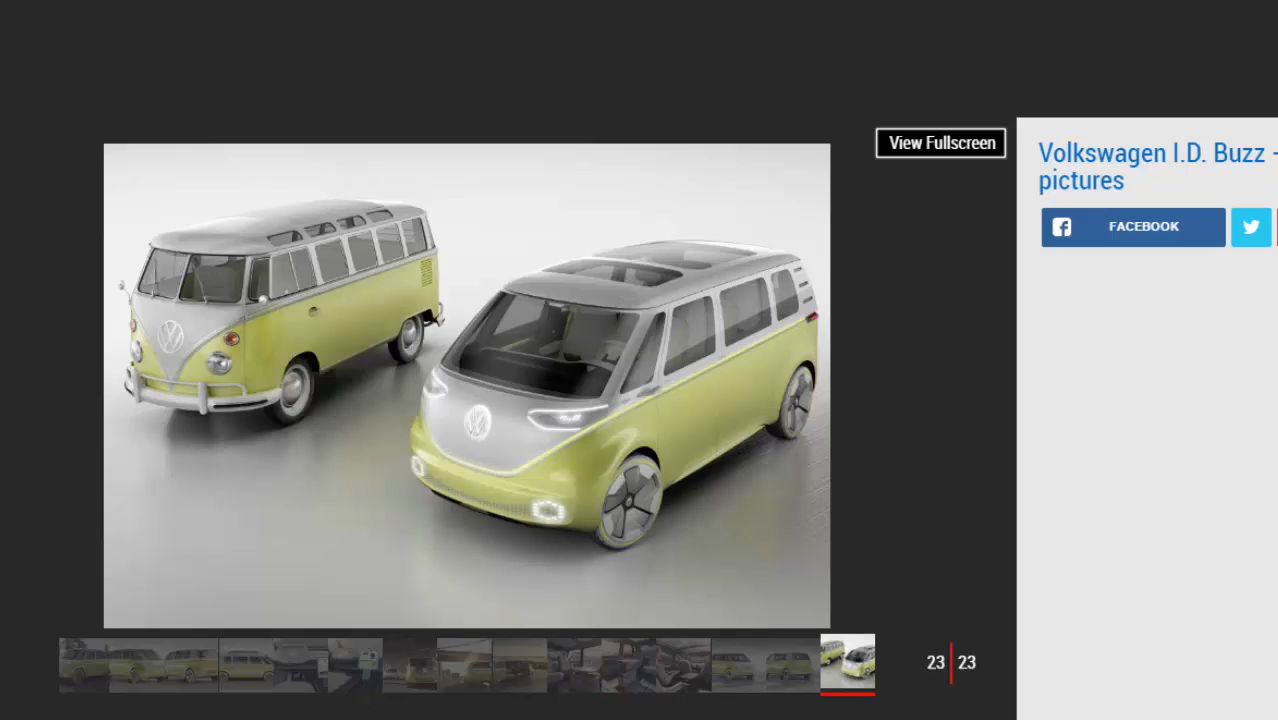 View Fullscreen
Volkswagen I.D. Buzz -
pictures
FACEBOOK
23 23